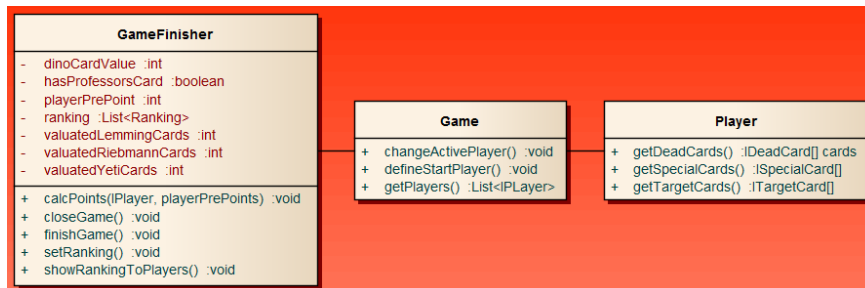 GameFinisher
- dinoCardValue :int
- hasProfessorsCard :boolean
- playerPrePoint :int
- ranking :List<Ranking>
- valuatedLemmingCards :int
- valuatedRiebmannCards :int
- valuatedYetiCards :int
+ calcPoints(IPlayer, playerPrePoints) :void
+ closeGame() :void
+ finishGame() :void
+ setRanking() :void
+ showRankingToPlayers() :void
Game
+ changeActivePlayer() :void
+ defineStartPlayer() :void
+ getPlayers() :List<IPLayer>
Player
+ getDeadCards() :IDeadCard[] cards
+ getSpecialCards() :ISpecialCard[]
+ getTargetCards() :ITargetCard[]